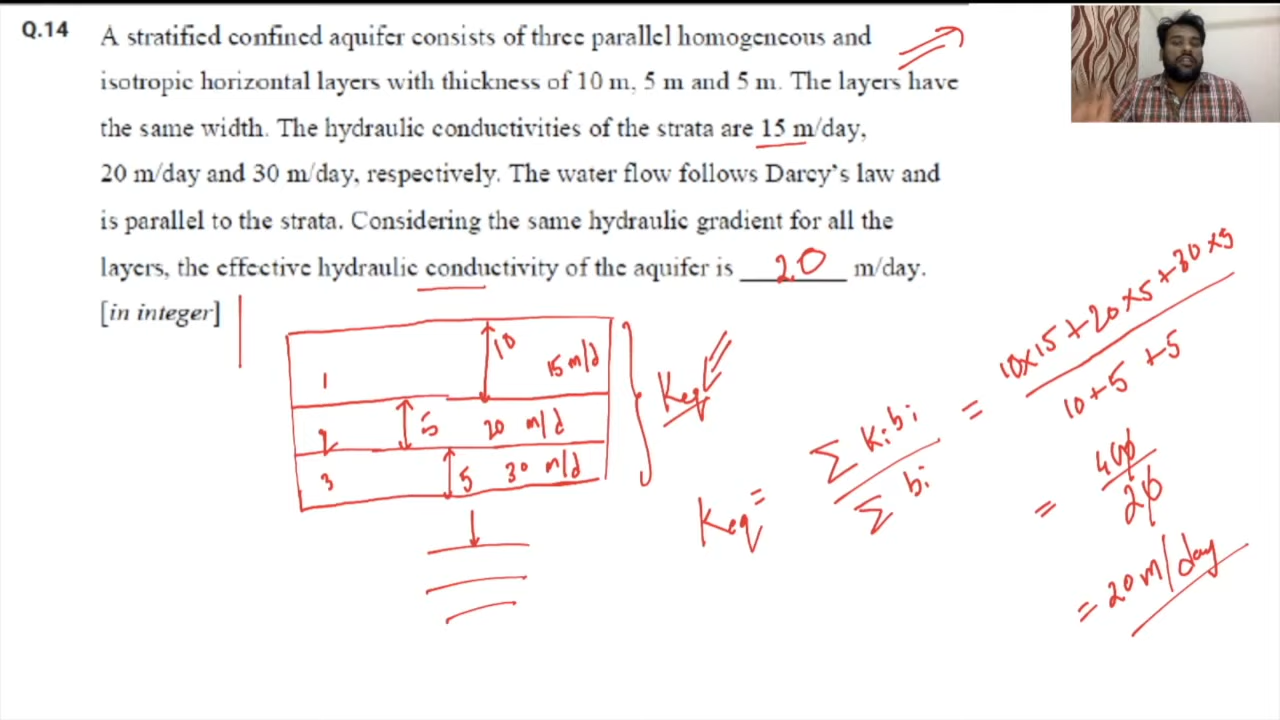 Q.14 A stratified confined aquifer consists of three parallel homogeneous and
isotropic horizontal layers with thickness of 10 m, 5 m and 5 m. The layers have
the same width. The hydraulic conductivities of the strata are 15 m/day,
20 m/day and 30 m/day, respectively. The water flow follows Darcy's law and
is parallel to the strata. Considering the same hydraulic gradient for all the
layers, the effective hydraulic conductivity of the aquifer is 20 m/day.
[in integer]
1 10 15 m/d
2 5 20 m/d
3 5 30 m/d
Keq
Keq = Σ Ki bi / Σ bi = 10×15 + 20×5 + 30×5 / 10+5+5
= 400 / 20
= 20 m/day